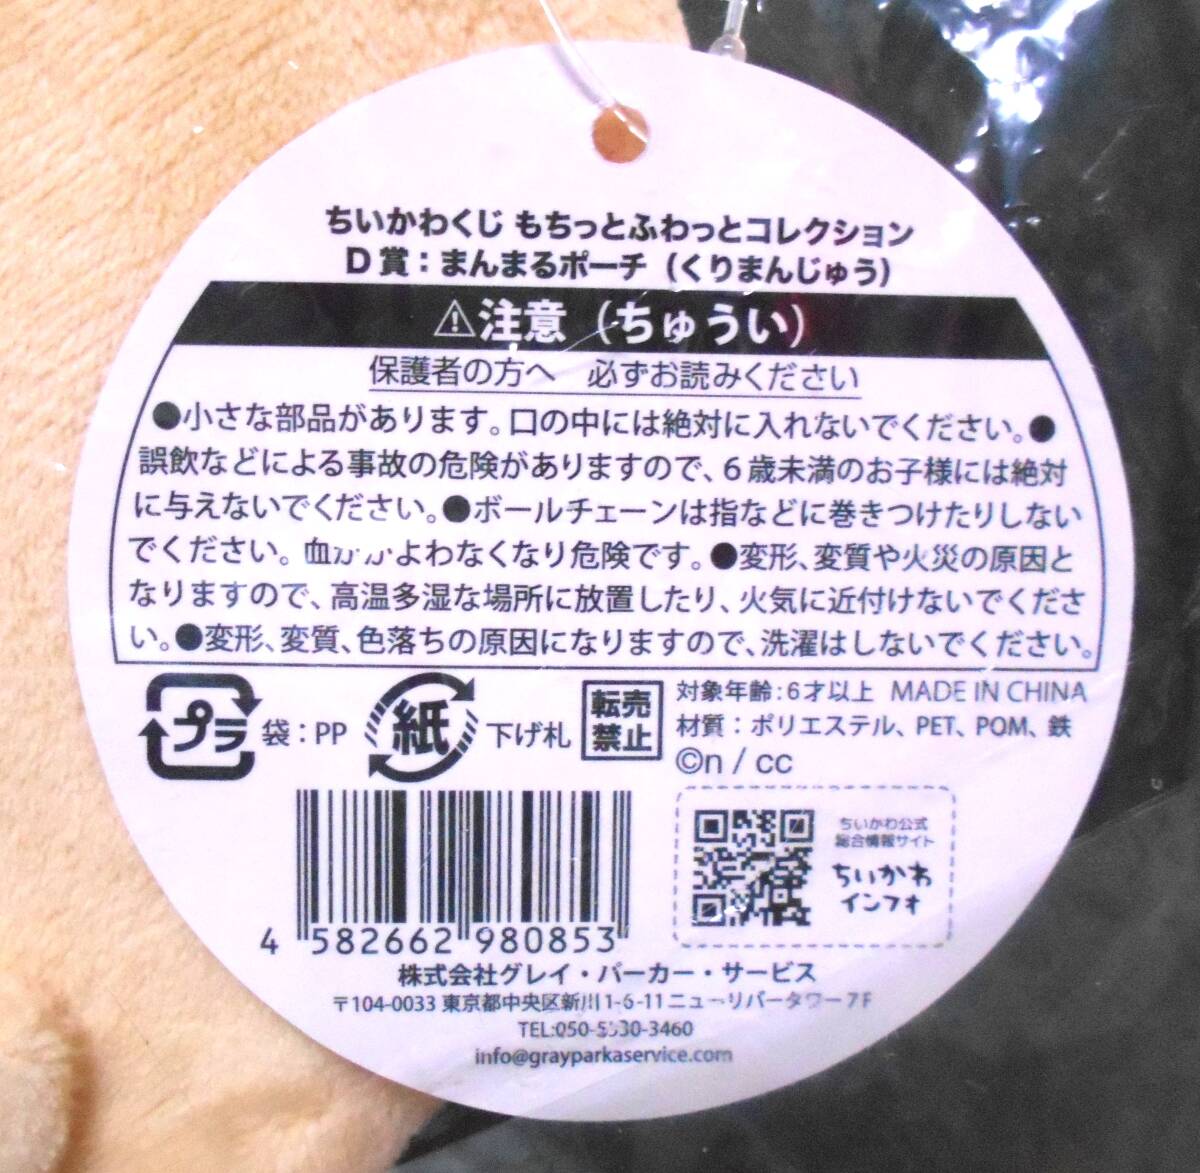 ちいかわくじ もちっとふわっとコレクション
D賞：まんまるポーチ（くりまんじゅう）
⚠注意（ちゅうい）
保護者の方へ　必ずお読みください
●小さな部品があります。口の中には絶対に入れないでください。●
誤飲などによる事故の危険がありますので、6歳未満のお子様には絶対
に与えないでください。●ボールチェーンは指などに巻きつけたりしない
でください。血がかよわなくなり危険です。●変形、変質や火災の原因と
なりますので、高温多湿な場所に放置したり、火気に近付けないでくださ
い。●変形、変質、色落ちの原因になりますので、洗濯はしないでください。
プラ 袋：PP 紙 下げ札
転売
禁止
対象年齢：6才以上 MADE IN CHINA
材質：ポリエステル、PET、POM、鉄
©n / cc
ちいかわ公式
総合情報サイト
ちいかわ
インフォ
4 582662 980853
株式会社グレイ・パーカー・サービス
〒104-0033 東京都中央区新川1-6-11 ニューリバータワー 7F
TEL:050-5530-3460
info@grayparkaservice.com